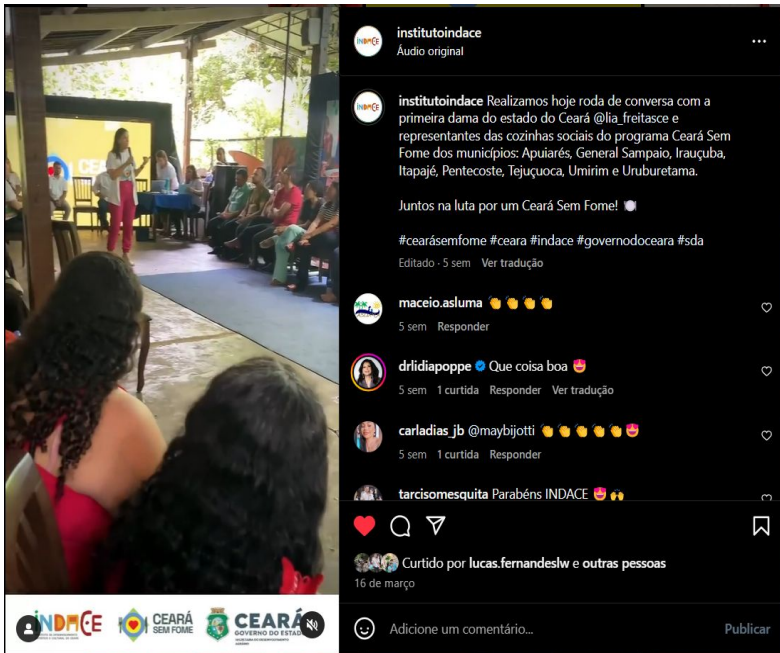 institutoindace
Áudio original
institutoindace Realizamos hoje roda de conversa com a
primeira dama do estado do Ceará @lia_freitasce e
representantes das cozinhas sociais do programa Ceará Sem
Fome dos municípios: Apuiarés, General Sampaio, Irauçuba,
Itapajé, Pentecoste, Tejuçuoca, Umirim e Uruburetama.
Juntos na luta por um Ceará Sem Fome! 🍽️
#cearásemfome #ceara #indace #governodoceara #sda
Editado · 5 sem Ver tradução
maceio.asluma 👏👏👏👏
5 sem Responder
drlidiapoppe Que coisa boa 😍
5 sem 1 curtida Responder Ver tradução
carladias_jb @maybijotti 👏👏👏👏👏😍
5 sem 1 curtida Responder
tarcisomesquita Parabéns INDACE 😍🙌
Curtido por lucas.fernandeslw e outras pessoas
16 de março
Adicione um comentário...
Publicar
INDACE
CEARÁ
SEM FOME
CEARÁ
GOVERNO DO ESTADO